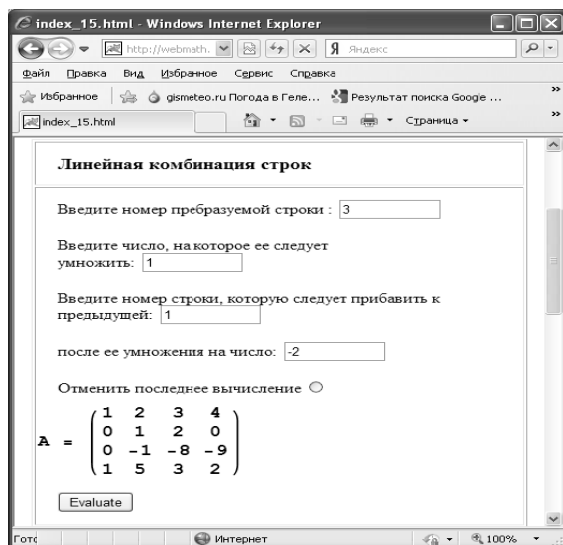 index_15.html - Windows Internet Explorer
http://webmath. Яндекс
Файл Правка Вид Избранное Сервис Справка
Избранное gismeteo.ru Погода в Геле... Результат поиска Google ... »
index_15.html Страница »
Линейная комбинация строк
Введите номер пребразуемой строки : 3
Введите число, на которое ее следует
умножить: 1
Введите номер строки, которую следует прибавить к
предыдущей: 1
после ее умножения на число: -2
Отменить последнее вычисление
1 2 3 4
0 1 2 0
A = 0 -1 -8 -9
1 5 3 2
Evaluate
Гото Интернет 100%